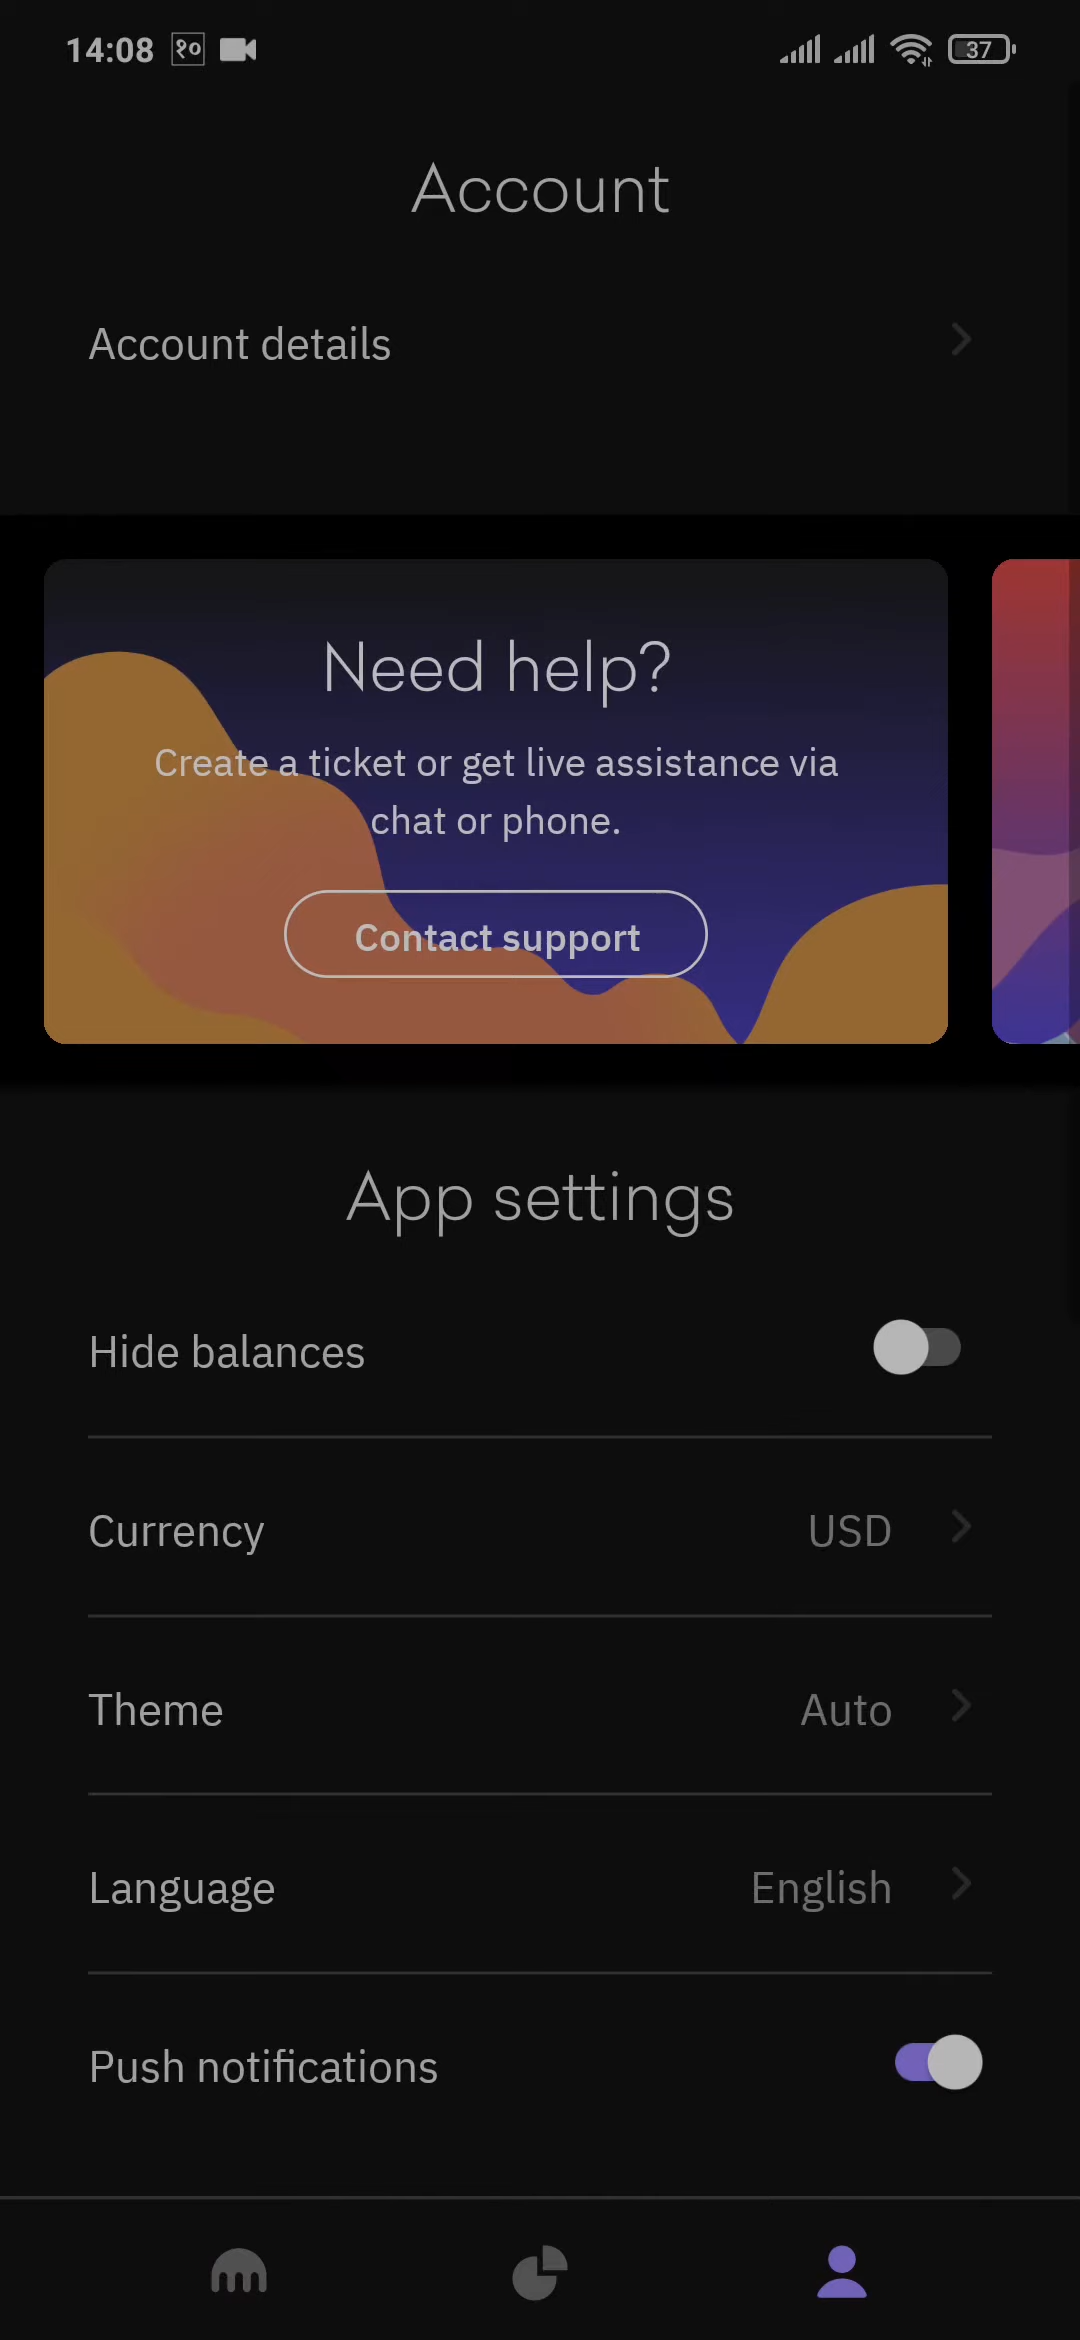 14:08 १० 37
Account
Account details
Need help?
Create a ticket or get live assistance via
chat or phone.
Contact support
App settings
Hide balances
Currency USD
Theme Auto
Language English
Push notifications